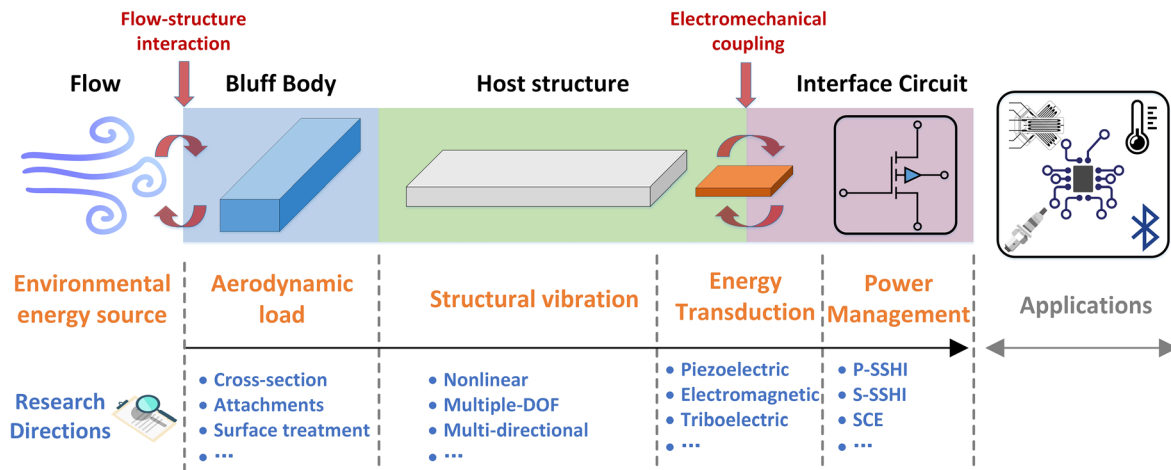 Flow-structure
interaction
Electromechanical
coupling
Flow
Bluff Body
Host structure
Interface Circuit
Environmental
energy source
Aerodynamic
load
Structural vibration
Energy
Transduction
Power
Management
Applications
Research
Directions
• Cross-section
• Attachments
• Surface treatment
• ...
• Nonlinear
• Multiple-DOF
• Multi-directional
• ...
• Piezoelectric
• Electromagnetic
• Triboelectric
• ...
• P-SSHI
• S-SSHI
• SCE
• ...